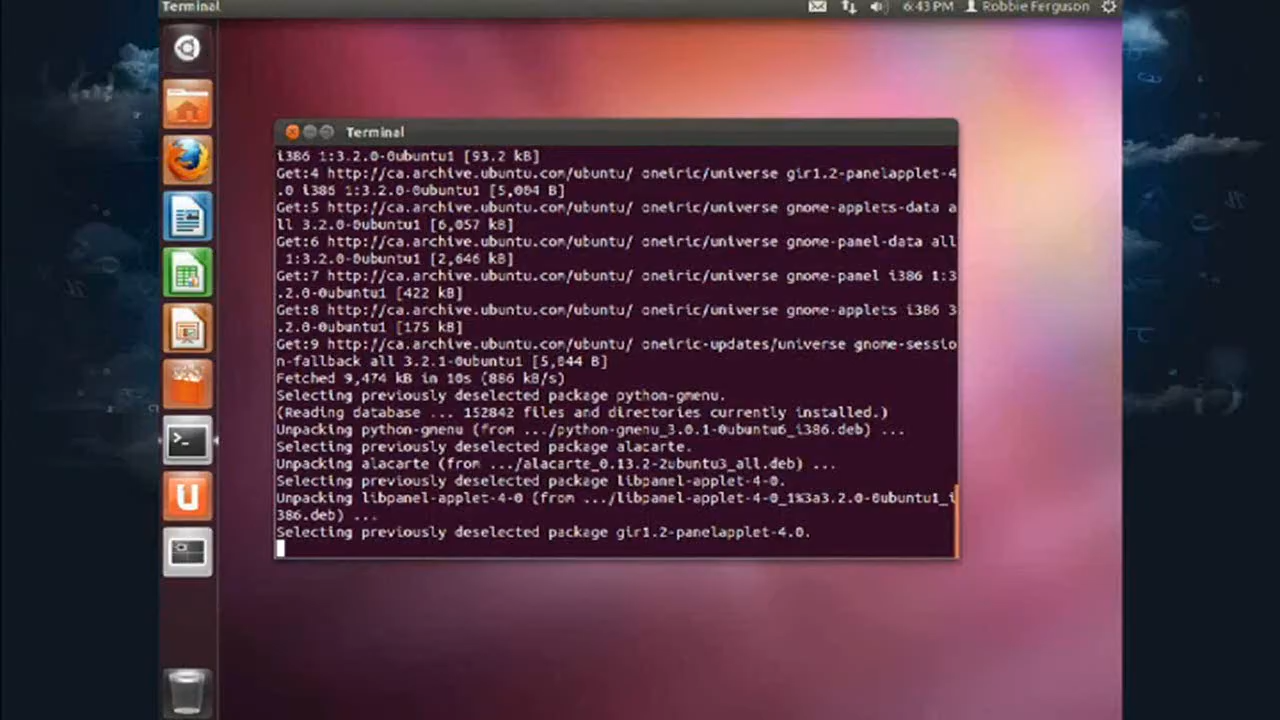 Terminal
6:43 PM
Robbie Ferguson
Terminal
i386 1:3.2.0-0ubuntu1 [93.2 kB]
Get:4 http://ca.archive.ubuntu.com/ubuntu/ oneiric/universe gir1.2-panelapplet-4
.0 i386 1:3.2.0-0ubuntu1 [5,004 B]
Get:5 http://ca.archive.ubuntu.com/ubuntu/ oneiric/universe gnome-applets-data a
ll 3.2.0-0ubuntu1 [6,057 kB]
Get:6 http://ca.archive.ubuntu.com/ubuntu/ oneiric/universe gnome-panel-data all
1:3.2.0-0ubuntu1 [2,646 kB]
Get:7 http://ca.archive.ubuntu.com/ubuntu/ oneiric/universe gnome-panel i386 1:3
.2.0-0ubuntu1 [422 kB]
Get:8 http://ca.archive.ubuntu.com/ubuntu/ oneiric/universe gnome-applets i386 3
.2.0-0ubuntu1 [175 kB]
Get:9 http://ca.archive.ubuntu.com/ubuntu/ oneiric-updates/universe gnome-sessio
n-fallback all 3.2.1-0ubuntu1 [5,044 B]
Fetched 9,474 kB in 10s (886 kB/s)
Selecting previously deselected package python-gmenu.
(Reading database ... 152842 files and directories currently installed.)
Unpacking python-gmenu (from .../python-gmenu_3.0.1-0ubuntu6_i386.deb) ...
Selecting previously deselected package alacarte.
Unpacking alacarte (from .../alacarte_0.13.2-2ubuntu3_all.deb) ...
Selecting previously deselected package libpanel-applet-4-0.
Unpacking libpanel-applet-4-0 (from .../libpanel-applet-4-0_1%3a3.2.0-0ubuntu1_i
386.deb) ...
Selecting previously deselected package gir1.2-panelapplet-4.0.